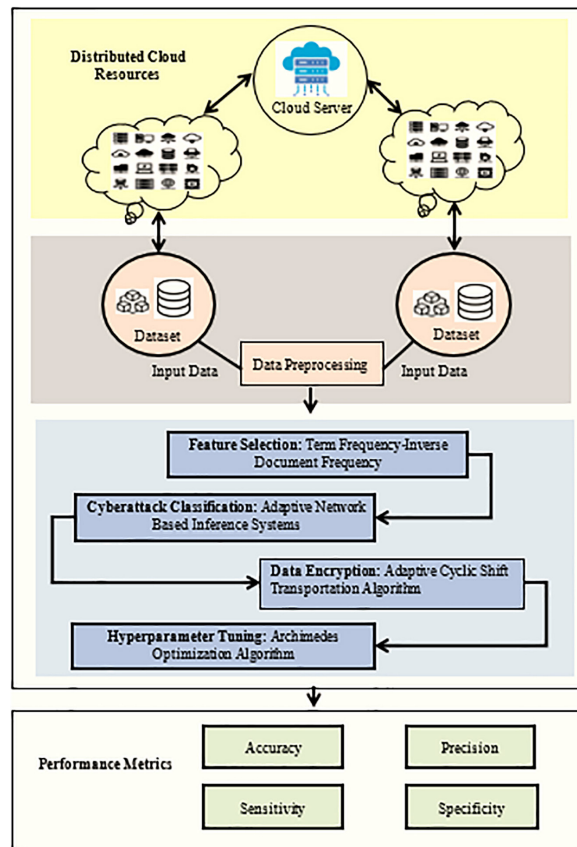 Distributed Cloud
Resources
Cloud Server
Dataset
Dataset
Input Data
Data Preprocessing
Input Data
Feature Selection: Term Frequency-Inverse
Document Frequency
Cyberattack Classification: Adaptive Network
Based Inference Systems
Data Encryption: Adaptive Cyclic Shift
Transportation Algorithm
Hyperparameter Tuning: Archimedes
Optimization Algorithm
Performance Metrics
Accuracy
Precision
Sensitivity
Specificity